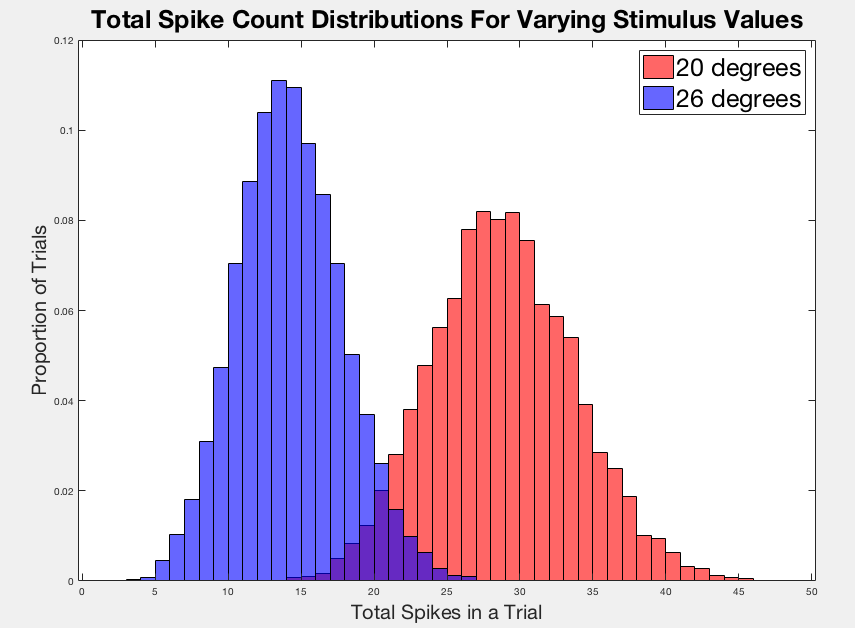 Total Spike Count Distributions For Varying Stimulus Values
20 degrees
26 degrees
0.12
0.1
0.08
0.06
0.04
0.02
0
Proportion of Trials
0 5 10 15 20 25 30 35 40 45 50
Total Spikes in a Trial